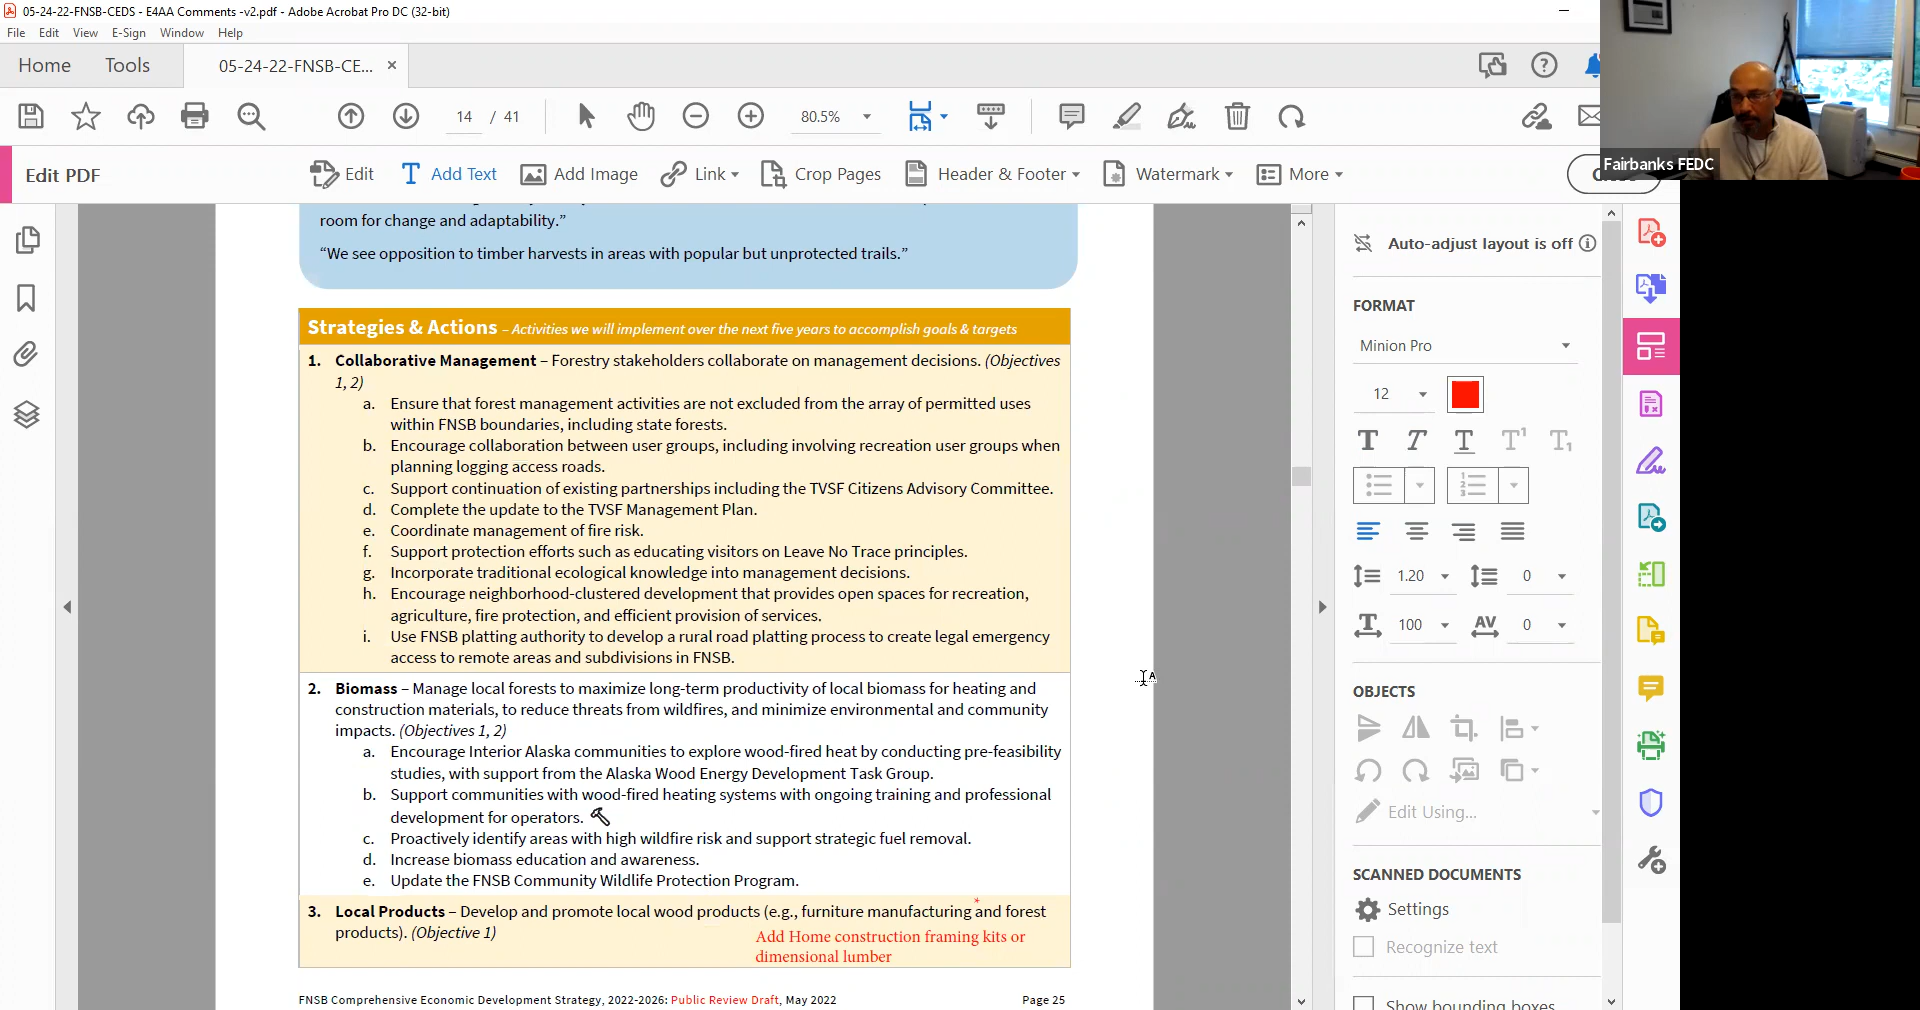 05-24-22-FNSB-CEDS - E4AA Comments -v2.pdf - Adobe Acrobat Pro DC (32-bit)
File Edit View E-Sign Window Help
Home Tools 05-24-22-FNSB-CE... ×
14 / 41 80.5%
Fairbanks FEDC
Edit PDF Edit Add Text Add Image Link Crop Pages Header & Footer Watermark More
room for change and adaptability.”
“We see opposition to timber harvests in areas with popular but unprotected trails.”
Strategies & Actions – Activities we will implement over the next five years to accomplish goals & targets
1. Collaborative Management – Forestry stakeholders collaborate on management decisions. (Objectives
1, 2)
a. Ensure that forest management activities are not excluded from the array of permitted uses
within FNSB boundaries, including state forests.
b. Encourage collaboration between user groups, including involving recreation user groups when
planning logging access roads.
c. Support continuation of existing partnerships including the TVSF Citizens Advisory Committee.
d. Complete the update to the TVSF Management Plan.
e. Coordinate management of fire risk.
f. Support protection efforts such as educating visitors on Leave No Trace principles.
g. Incorporate traditional ecological knowledge into management decisions.
h. Encourage neighborhood-clustered development that provides open spaces for recreation,
agriculture, fire protection, and efficient provision of services.
i. Use FNSB platting authority to develop a rural road platting process to create legal emergency
access to remote areas and subdivisions in FNSB.
2. Biomass – Manage local forests to maximize long-term productivity of local biomass for heating and
construction materials, to reduce threats from wildfires, and minimize environmental and community
impacts. (Objectives 1, 2)
a. Encourage Interior Alaska communities to explore wood-fired heat by conducting pre-feasibility
studies, with support from the Alaska Wood Energy Development Task Group.
b. Support communities with wood-fired heating systems with ongoing training and professional
development for operators.
c. Proactively identify areas with high wildfire risk and support strategic fuel removal.
d. Increase biomass education and awareness.
e. Update the FNSB Community Wildlife Protection Program.
3. Local Products – Develop and promote local wood products (e.g., furniture manufacturing * and forest
products). (Objective 1)
Add Home construction framing kits or
dimensional lumber
FNSB Comprehensive Economic Development Strategy, 2022-2026: Public Review Draft, May 2022 Page 25
Auto-adjust layout is off
FORMAT
Minion Pro
12
1.20 0
100 0
OBJECTS
Edit Using...
SCANNED DOCUMENTS
Settings
Recognize text
Show bounding boxes